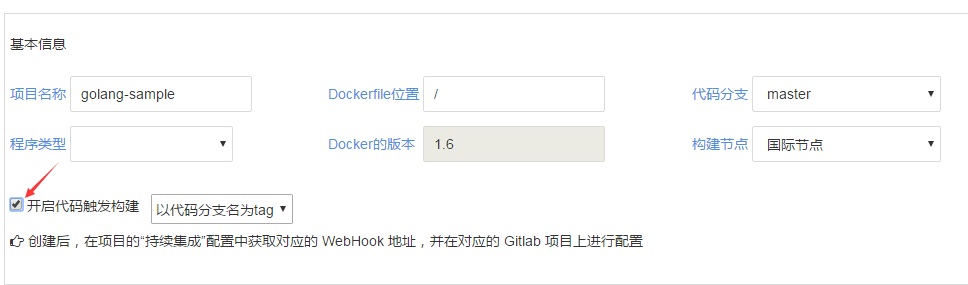 基本信息
项目名称 golang-sample Dockerfile位置 / 代码分支 master
程序类型 Docker的版本 1.6 构建节点 国际节点
开启代码触发构建 以代码分支名为tag
创建后，在项目的“持续集成”配置中获取对应的 WebHook 地址，并在对应的 Gitlab 项目上进行配置